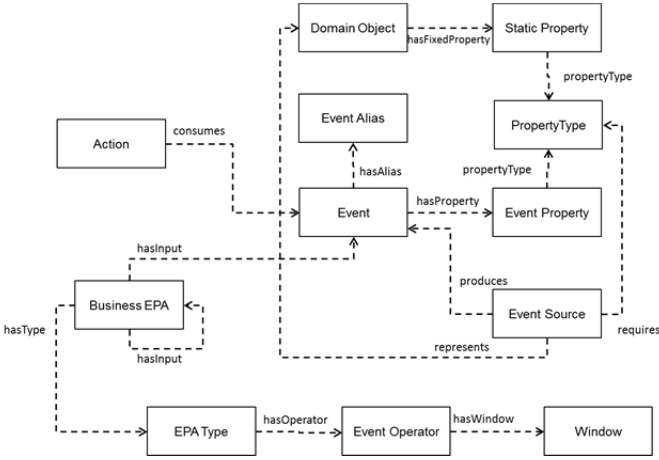 Domain Object
hasFixedProperty
Static Property
propertyType
Event Alias
PropertyType
consumes
Action
hasAlias
propertyType
Event
hasProperty
Event Property
hasInput
produces
Business EPA
Event Source
hasType
hasInput
represents
requires
EPA Type
hasOperator
Event Operator
hasWindow
Window